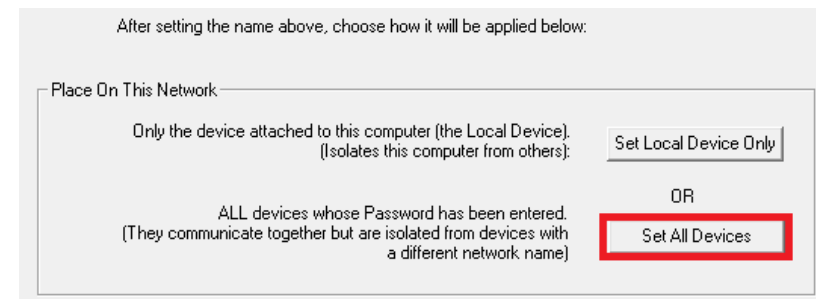 After setting the name above, choose how it will be applied below:
Place On This Network
Only the device attached to this computer (the Local Device).
(Isolates this computer from others):
Set Local Device Only
OR
ALL devices whose Password has been entered.
(They communicate together but are isolated from devices with
a different network name)
Set All Devices